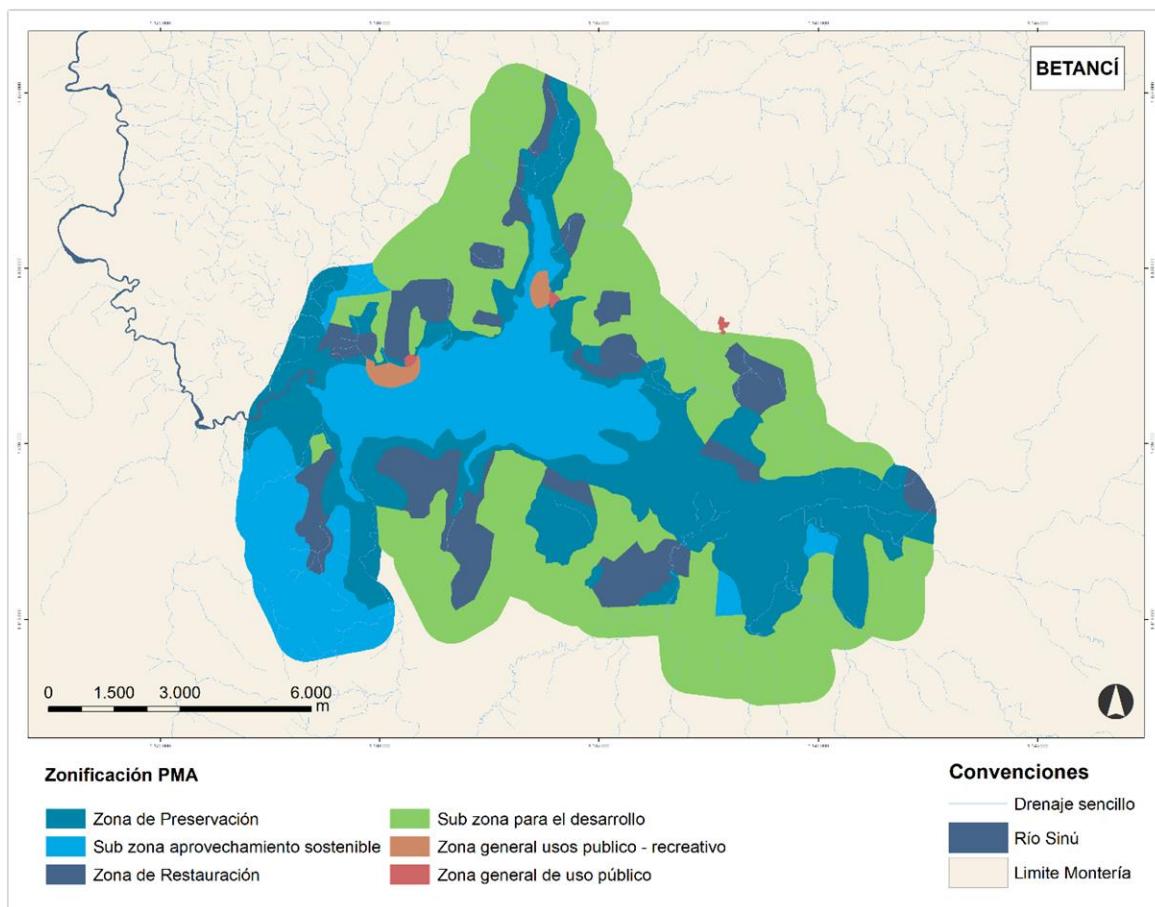 BETANCÍ
0 1.500 3.000 6.000
m
Zonificación PMA
Zona de Preservación
Sub zona aprovechamiento sostenible
Zona de Restauración
Sub zona para el desarrollo
Zona general usos publico - recreativo
Zona general de uso público
Convenciones
Drenaje sencillo
Río Sinú
Limite Montería